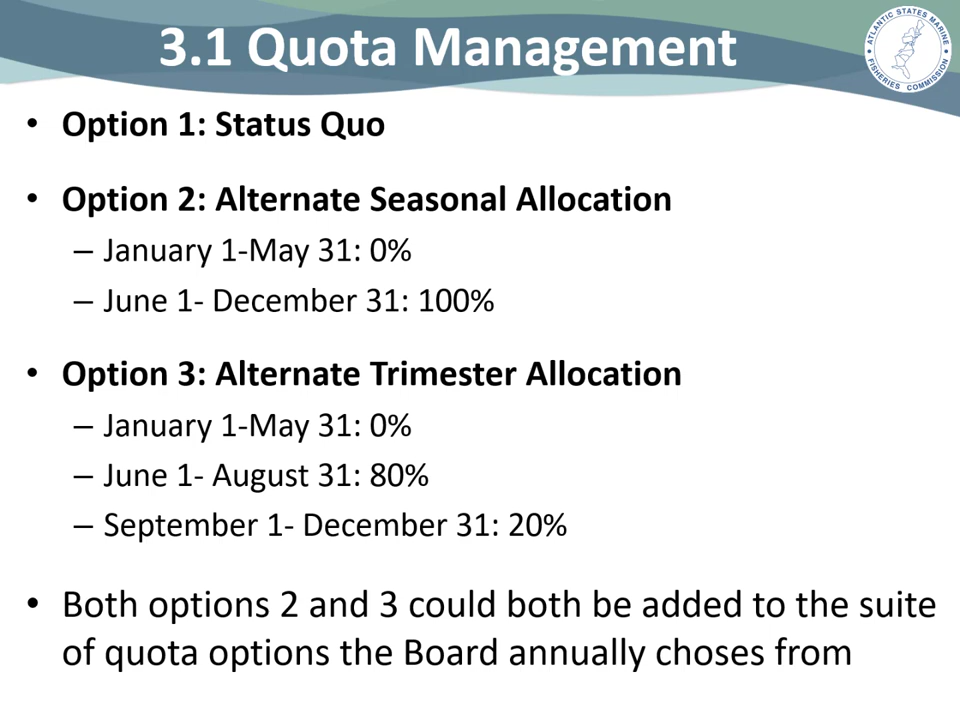 3.1 Quota Management
ATLANTIC STATES MARINE
FISHERIES COMMISSION
• Option 1: Status Quo
• Option 2: Alternate Seasonal Allocation
– January 1-May 31: 0%
– June 1- December 31: 100%
• Option 3: Alternate Trimester Allocation
– January 1-May 31: 0%
– June 1- August 31: 80%
– September 1- December 31: 20%
• Both options 2 and 3 could both be added to the suite
of quota options the Board annually choses from